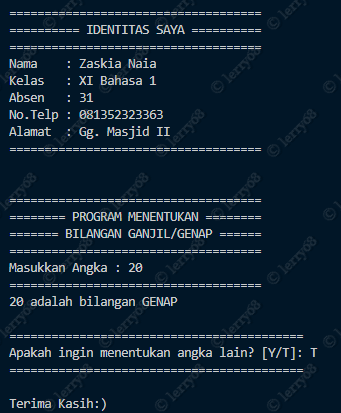 ====================================
========== IDENTITAS SAYA ==========
====================================
Nama    : Zaskia Naia
Kelas   : XI Bahasa 1
Absen   : 31
No.Telp : 081352323363
Alamat  : Gg. Masjid II
====================================
====================================
======== PROGRAM MENENTUKAN ========
======= BILANGAN GANJIL/GENAP ======
====================================
Masukkan Angka : 20
====================================
20 adalah bilangan GENAP
==========================================
Apakah ingin menentukan angka lain? [Y/T]: T
==========================================
Terima Kasih:)
© lerry08